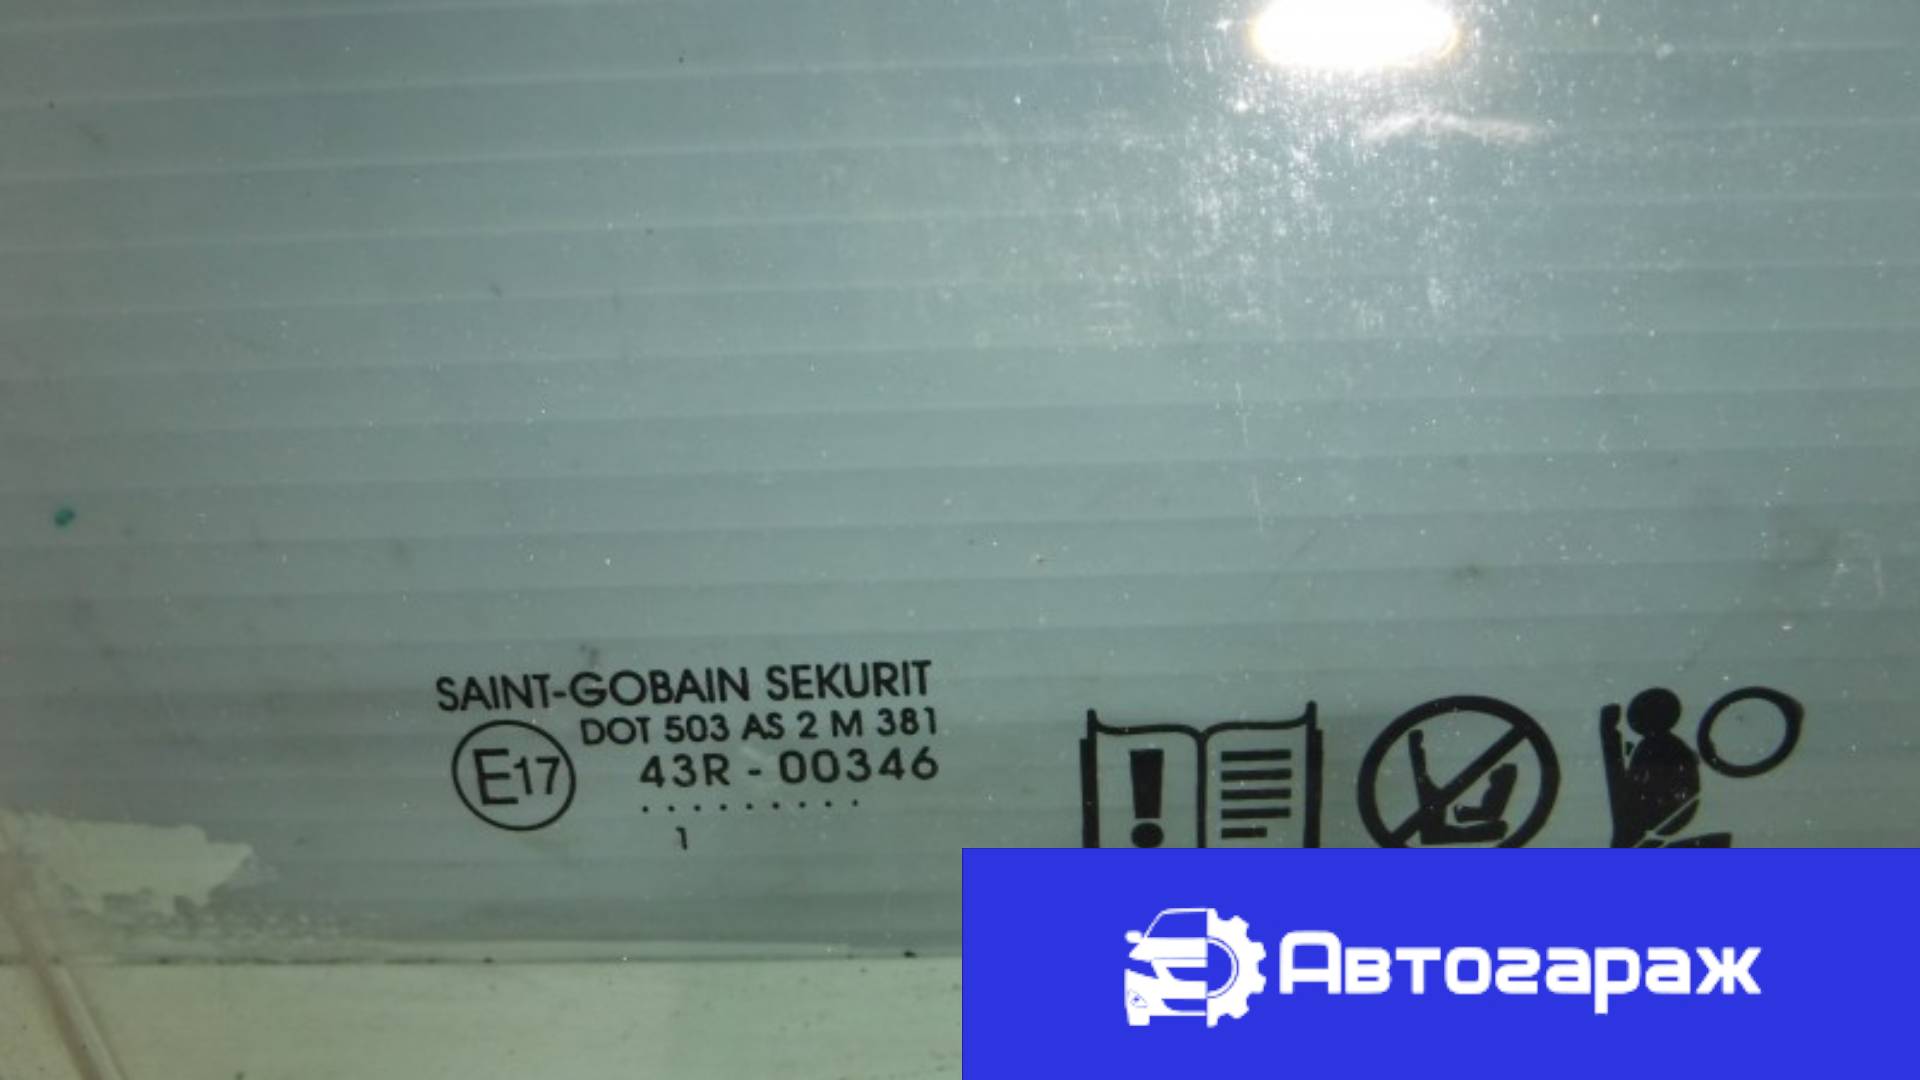 SAINT-GOBAIN SEKURIT
DOT 503 AS 2 M 381
E17
43R - 00346
.........
1
Автогараж